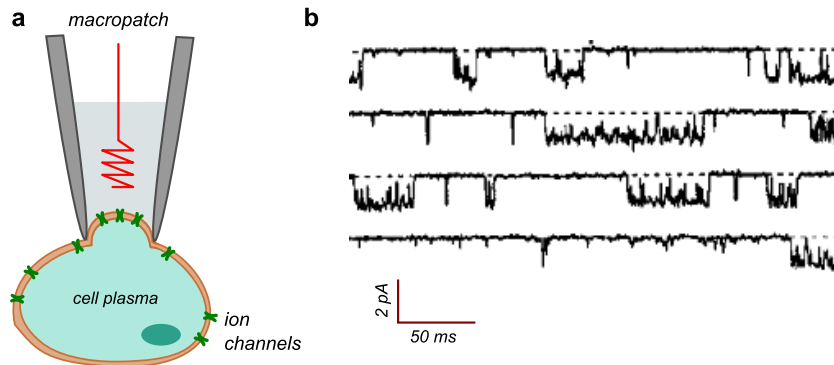 a
macropatch
cell plasma
ion
channels
b
2 pA
50 ms